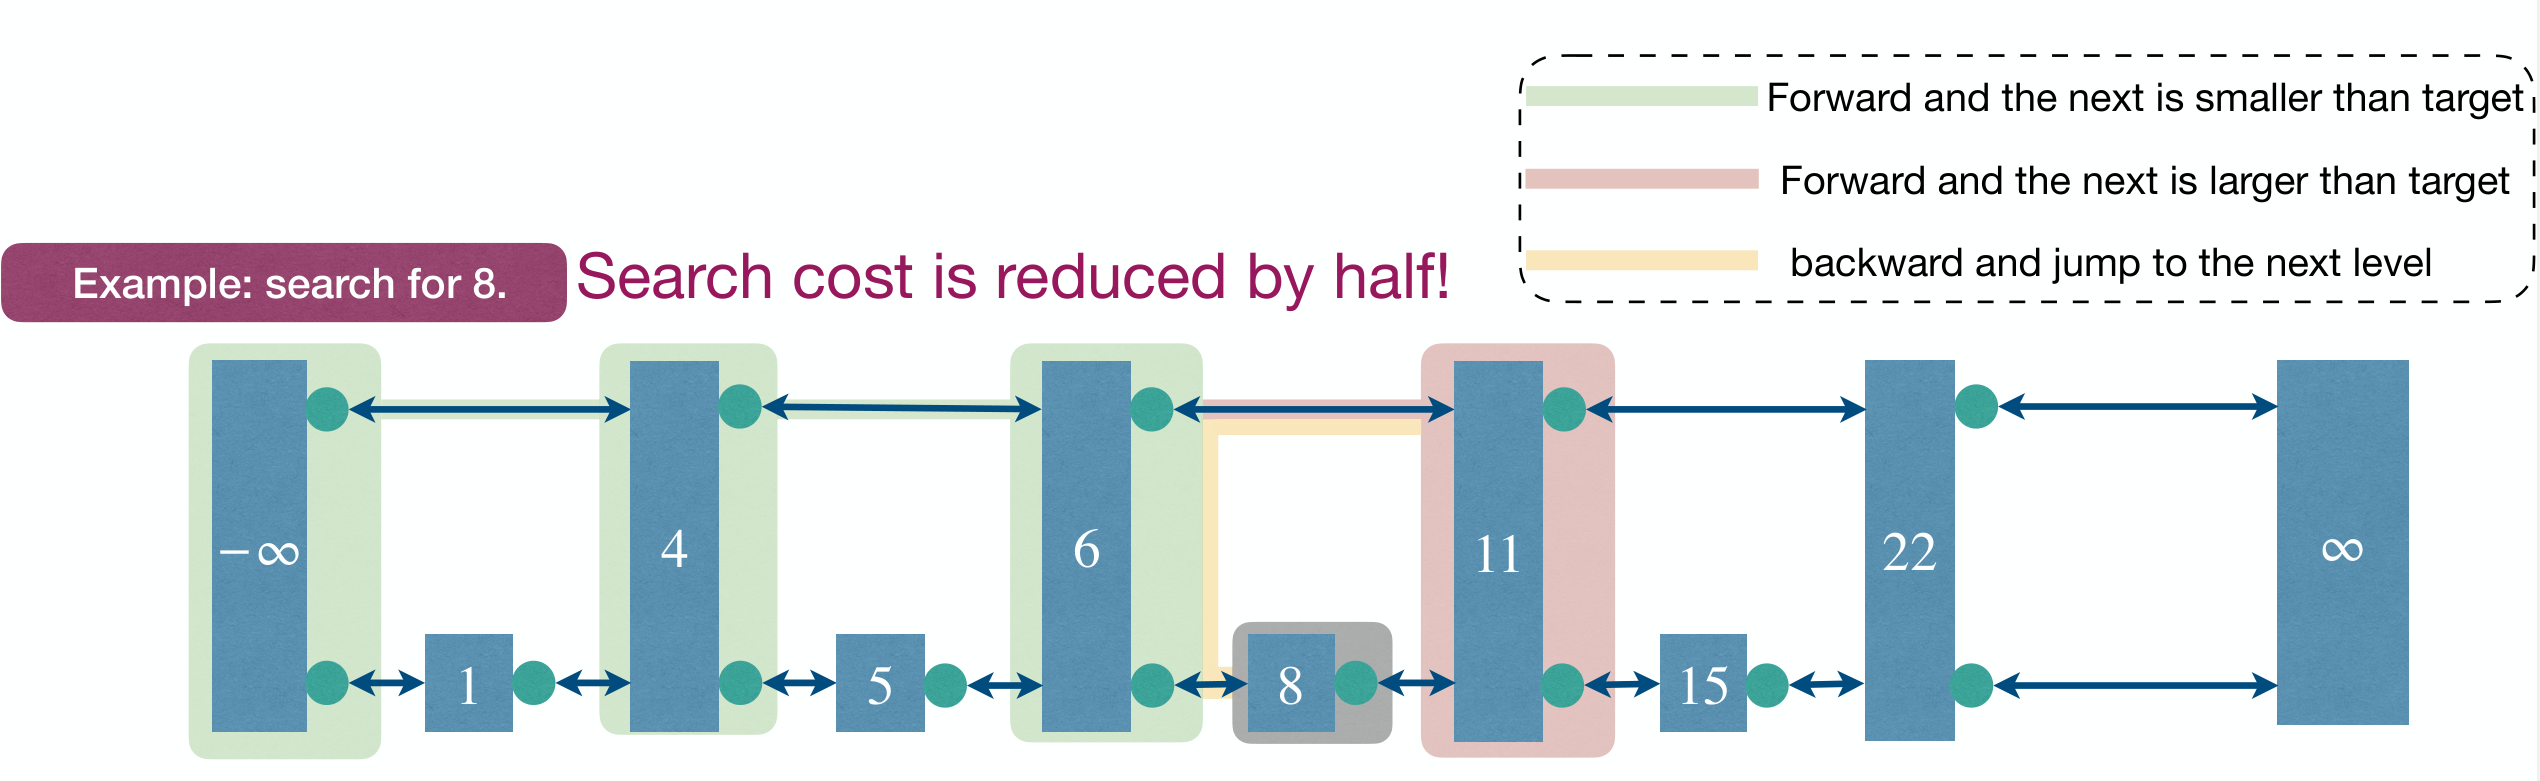 Forward and the next is smaller than target
Forward and the next is larger than target
backward and jump to the next level
Example: search for 8.
Search cost is reduced by half!
−∞
4
6
11
22
∞
1
5
8
15